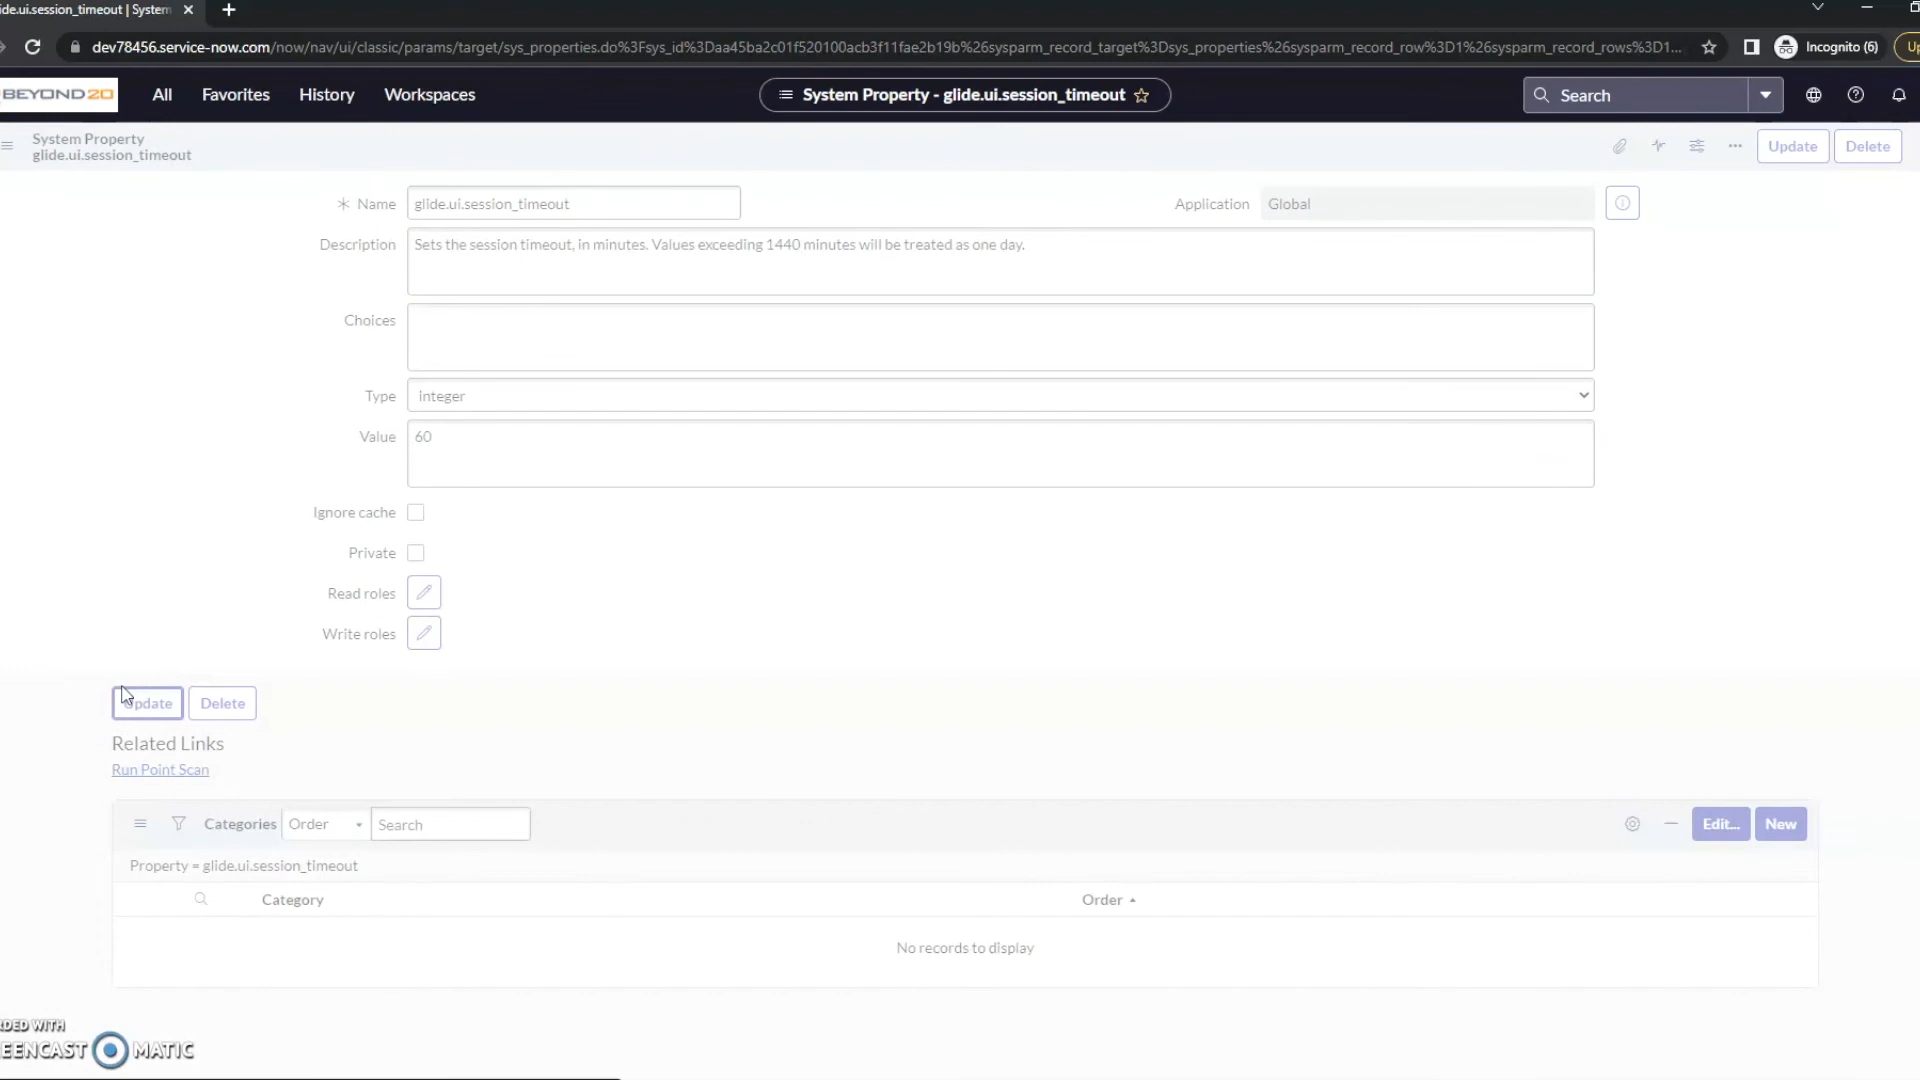 ide.ui.session_timeout | System
dev78456.service-now.com/now/nav/ui/classic/params/target/sys_properties.do%3Fsys_id%3Daa45ba2c01f520100acb3f11fae2b19b%26sysparm_record_target%3Dsys_properties%26sysparm_record_row%3D1%26sysparm_record_rows%3D1...
Incognito (6)
Up
BEYOND20
All
Favorites
History
Workspaces
System Property - glide.ui.session_timeout
Search
System Property
glide.ui.session_timeout
Update
Delete
Name
glide.ui.session_timeout
Application
Global
Description
Sets the session timeout, in minutes. Values exceeding 1440 minutes will be treated as one day.
Choices
Type
integer
Value
60
Ignore cache
Private
Read roles
Write roles
Update
Delete
Related Links
Run Point Scan
Categories
Order
Search
Edit...
New
Property = glide.ui.session_timeout
Category
Order
No records to display
RDED WITH
EENCAST MATIC